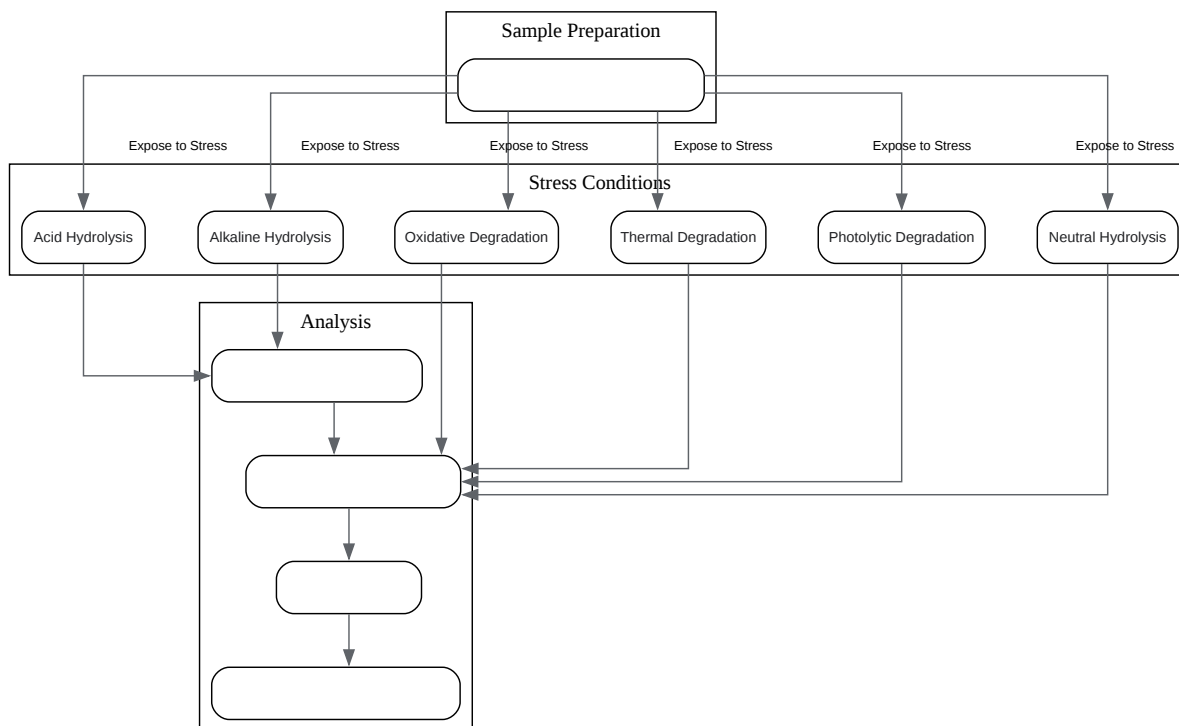 Sample Preparation
Expose to Stress
Expose to Stress
Expose to Stress
Expose to Stress
Expose to Stress
Expose to Stress
Stress Conditions
Acid Hydrolysis
Alkaline Hydrolysis
Oxidative Degradation
Thermal Degradation
Photolytic Degradation
Neutral Hydrolysis
Analysis